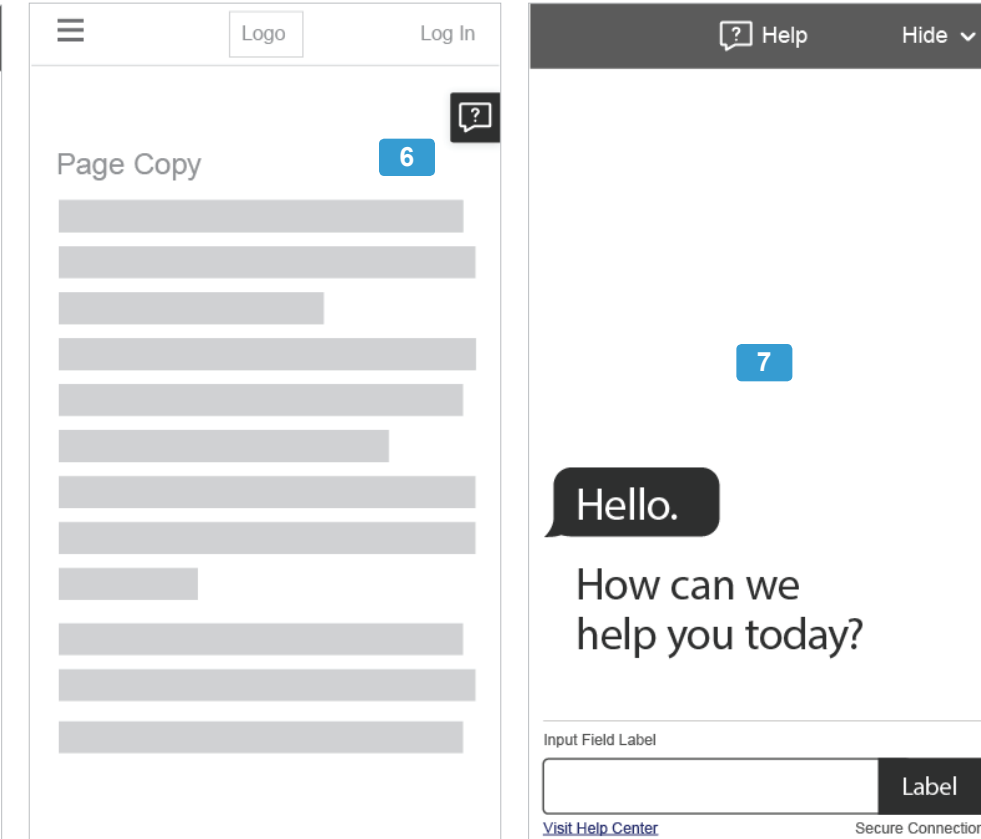 Logo
Log In
?
6
Page Copy
? Help
Hide
7
Hello.
How can we
help you today?
Input Field Label
Label
Visit Help Center
Secure Connection